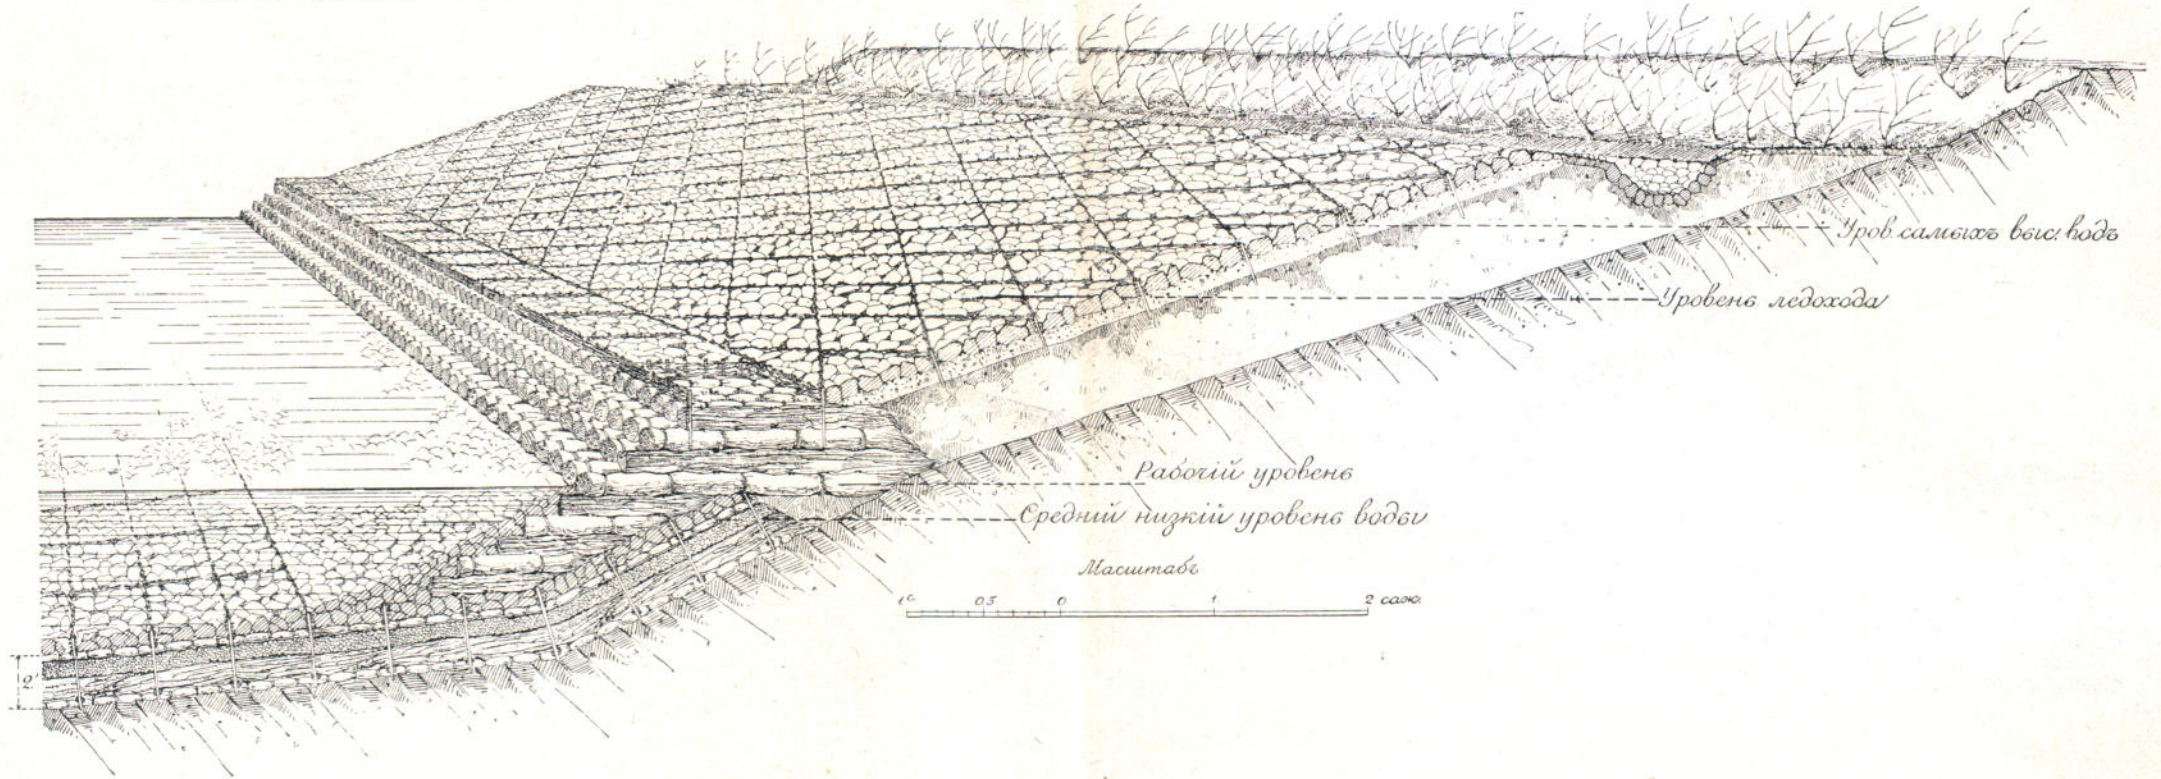 Уров. самыхъ выс. водъ
Уровень ледохода
Рабочій уровень
Средній низкій уровень воды
Масштабъ
1 0.5 0 1 2 саж.
2'